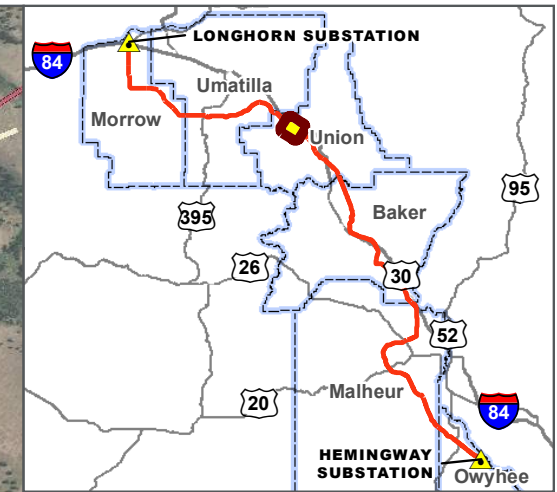 LONGHORN SUBSTATION
84
Umatilla
Morrow
Union
95
395
Baker
26
30
52
Malheur
20
84
HEMINGWAY
SUBSTATION
Owyhee